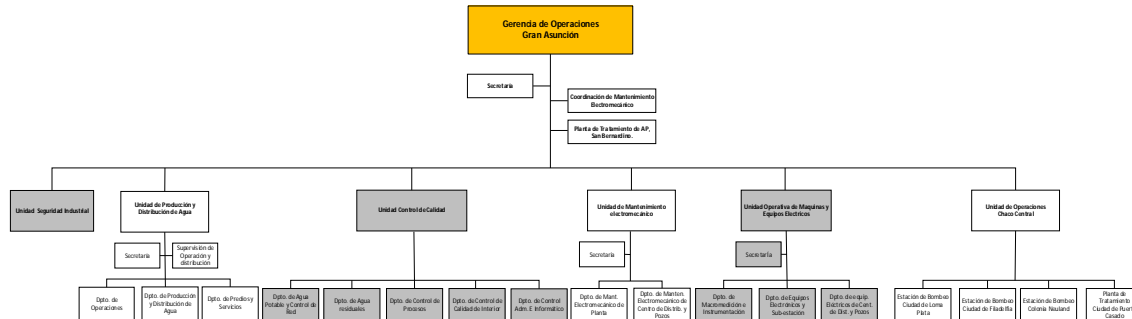 Gerencia de Operaciones
Gran Asunción
Secretaría
Coordinación de Mantenimiento
Electromecánico
Planta de Tratamiento de AP,
San Bernardino.
Unidad Seguridad Industrial
Unidad de Producción y
Distribución de Agua
Unidad Control de Calidad
Unidad de Mantenimiento
electromecánico
Unidad Operativa de Maquinas y
Equipos Electricos
Unidad de Operaciones
Chaco Central
Secretaría
Supervisión de
Operación y
distribución
Secretaría
Secretaría
Dpto. de
Operaciones
Dpto. de Producción
y Distribución de
Agua
Dpto. de Predios y
Servicios
Dpto. de Agua
Potable y Control de
Red
Dpto. de Agua
residuales
Dpto. de Control de
Procesos
Dpto. de Control de
Calidad de Interior
Dpto. de Control
Adm. E Informático
Dpto. de Mant.
Electromecanico de
Planta
Dpto. de Manten.
Electromecánico de
Centro de Distrib. y
Pozos
Dpto. de
Macromedición e
Instrumentación
Dpto. de Equipos
Electrónicos y
Sub-estación
Dpto. de equip.
Eléctricos de Cent.
de Dist. y Pozos
Estación de Bombeo
Ciudad de Loma
Plata
Estación de Bombeo
Ciudad de Filadelfia
Estación de Bombeo
Colonia Neuland
Planta de
Tratamiento
Ciudad de Puerto
Casado